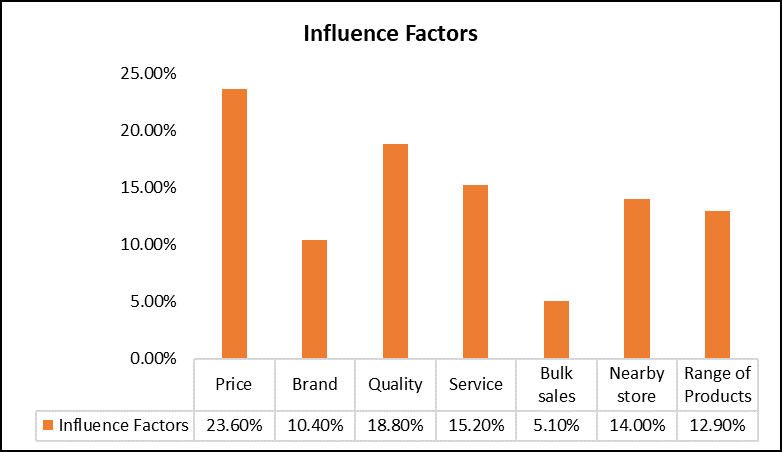 Influence Factors
25.00%
20.00%
15.00%
10.00%
5.00%
0.00%
Price Brand Quality Service Bulk sales Nearby store Range of Products
Influence Factors 23.60% 10.40% 18.80% 15.20% 5.10% 14.00% 12.90%